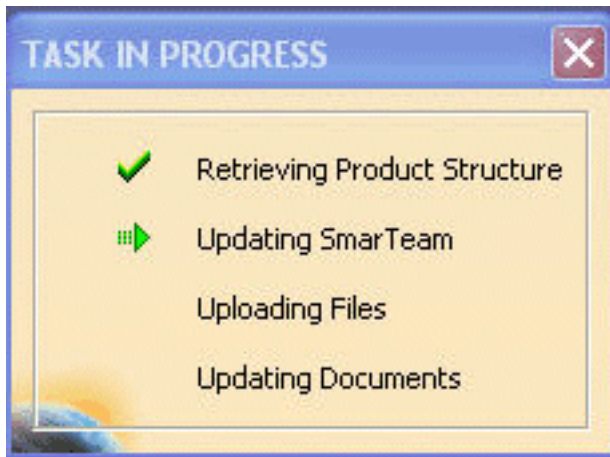 TASK IN PROGRESS
Retrieving Product Structure
Updating SmarTeam
Uploading Files
Updating Documents